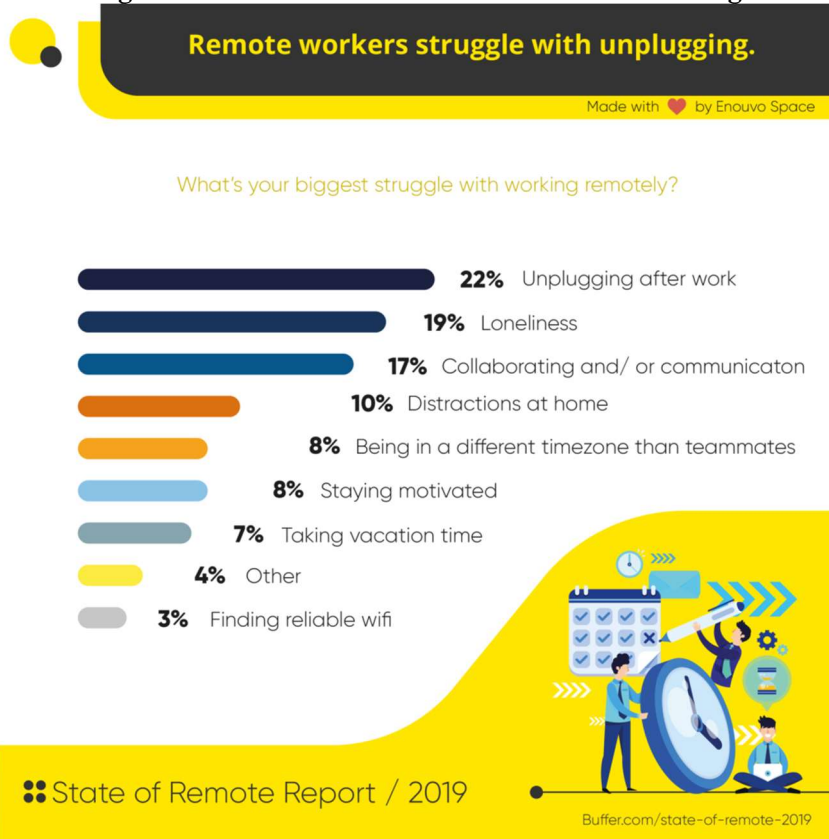 Remote workers struggle with unplugging.
Made with by Enouvo Space
What's your biggest struggle with working remotely?
22% Unplugging after work
19% Loneliness
17% Collaborating and/ or communicaton
10% Distractions at home
8% Being in a different timezone than teammates
8% Staying motivated
7% Taking vacation time
4% Other
3% Finding reliable wifi
State of Remote Report / 2019
Buffer.com/state-of-remote-2019